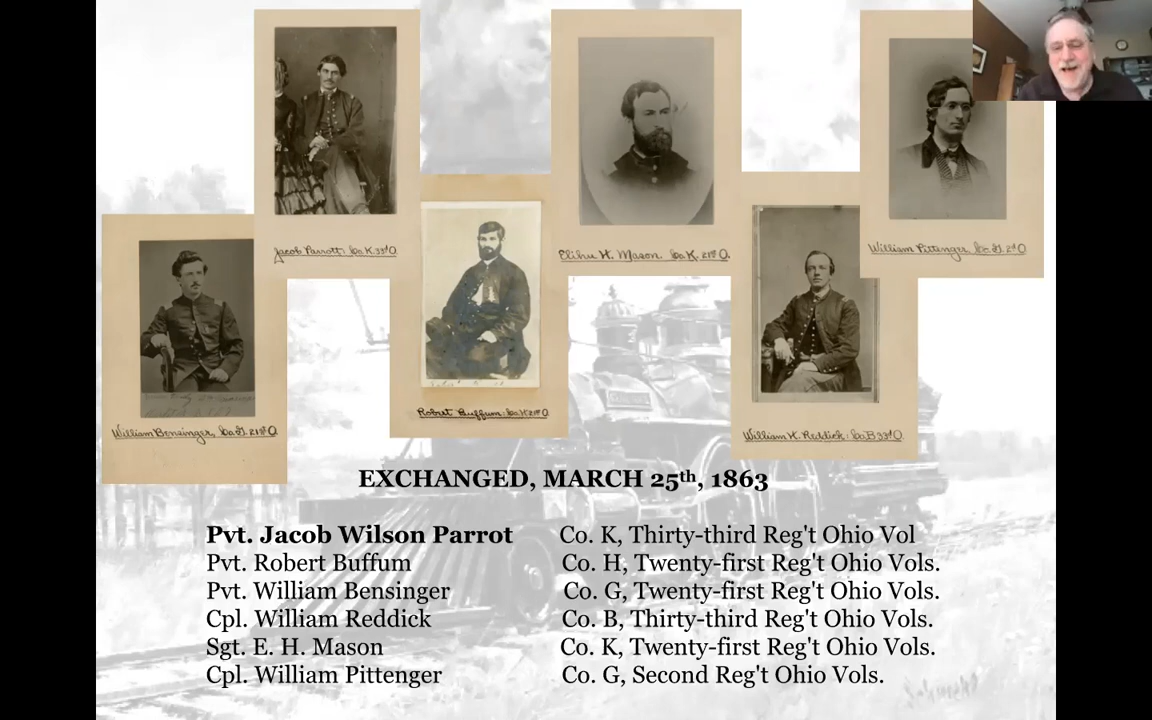 Jacob Parrott. Co. K. 33d O.
Elihu H. Mason. Co. K. 21st O.
William Pittenger. Co. G. 2d O.
William Bensinger, Co. G. 21st O.
Robert Buffum. Co. H 21st O.
William H. Reddick. Co. B 33d O.
EXCHANGED, MARCH 25th, 1863
Pvt. Jacob Wilson Parrot Co. K, Thirty-third Reg't Ohio Vol
Pvt. Robert Buffum Co. H, Twenty-first Reg't Ohio Vols.
Pvt. William Bensinger Co. G, Twenty-first Reg't Ohio Vols.
Cpl. William Reddick Co. B, Thirty-third Reg't Ohio Vols.
Sgt. E. H. Mason Co. K, Twenty-first Reg't Ohio Vols.
Cpl. William Pittenger Co. G, Second Reg't Ohio Vols.